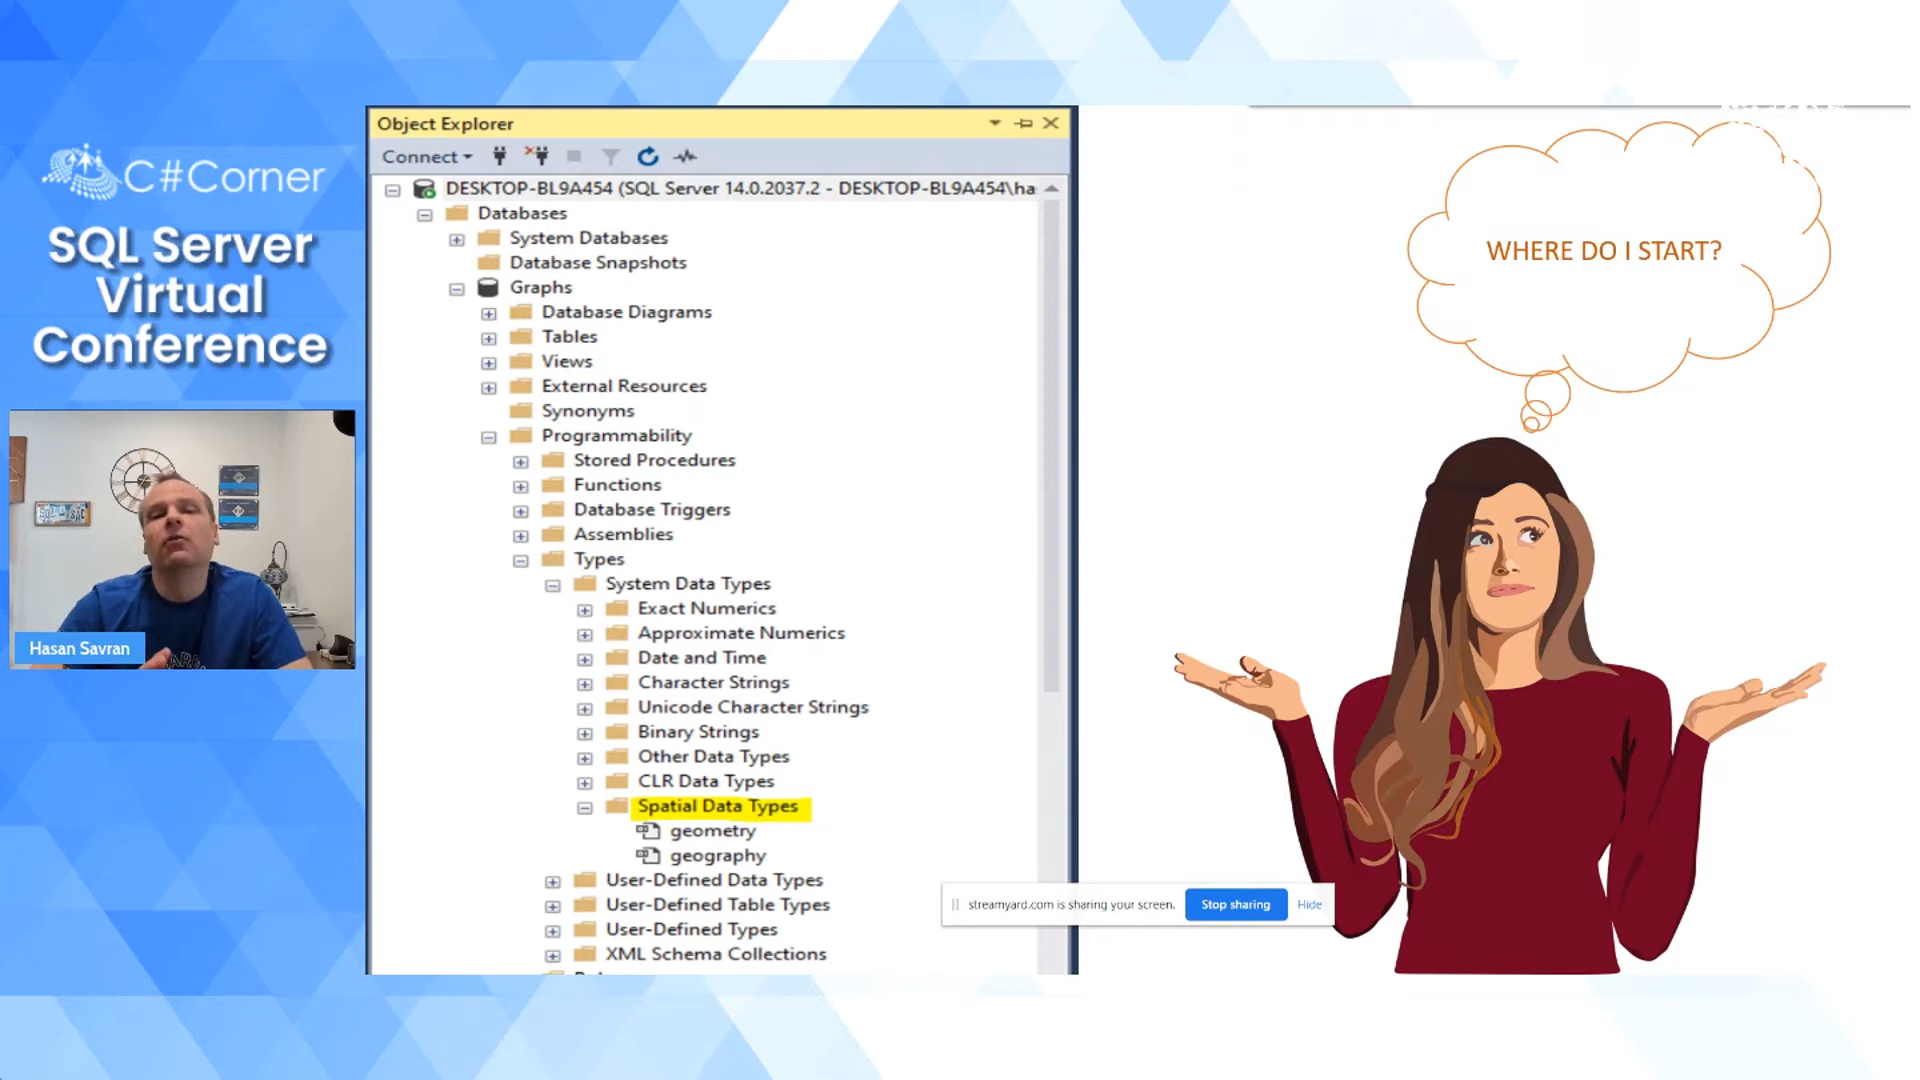 C#Corner
SQL Server
Virtual
Conference
Hasan Savran
Object Explorer
Connect
DESKTOP-BL9A454 (SQL Server 14.0.2037.2 - DESKTOP-BL9A454\ha
Databases
System Databases
Database Snapshots
Graphs
Database Diagrams
Tables
Views
External Resources
Synonyms
Programmability
Stored Procedures
Functions
Database Triggers
Assemblies
Types
System Data Types
Exact Numerics
Approximate Numerics
Date and Time
Character Strings
Unicode Character Strings
Binary Strings
Other Data Types
CLR Data Types
Spatial Data Types
geometry
geography
User-Defined Data Types
User-Defined Table Types
User-Defined Types
XML Schema Collections
WHERE DO I START?
streamyard.com is sharing your screen.
Stop sharing
Hide